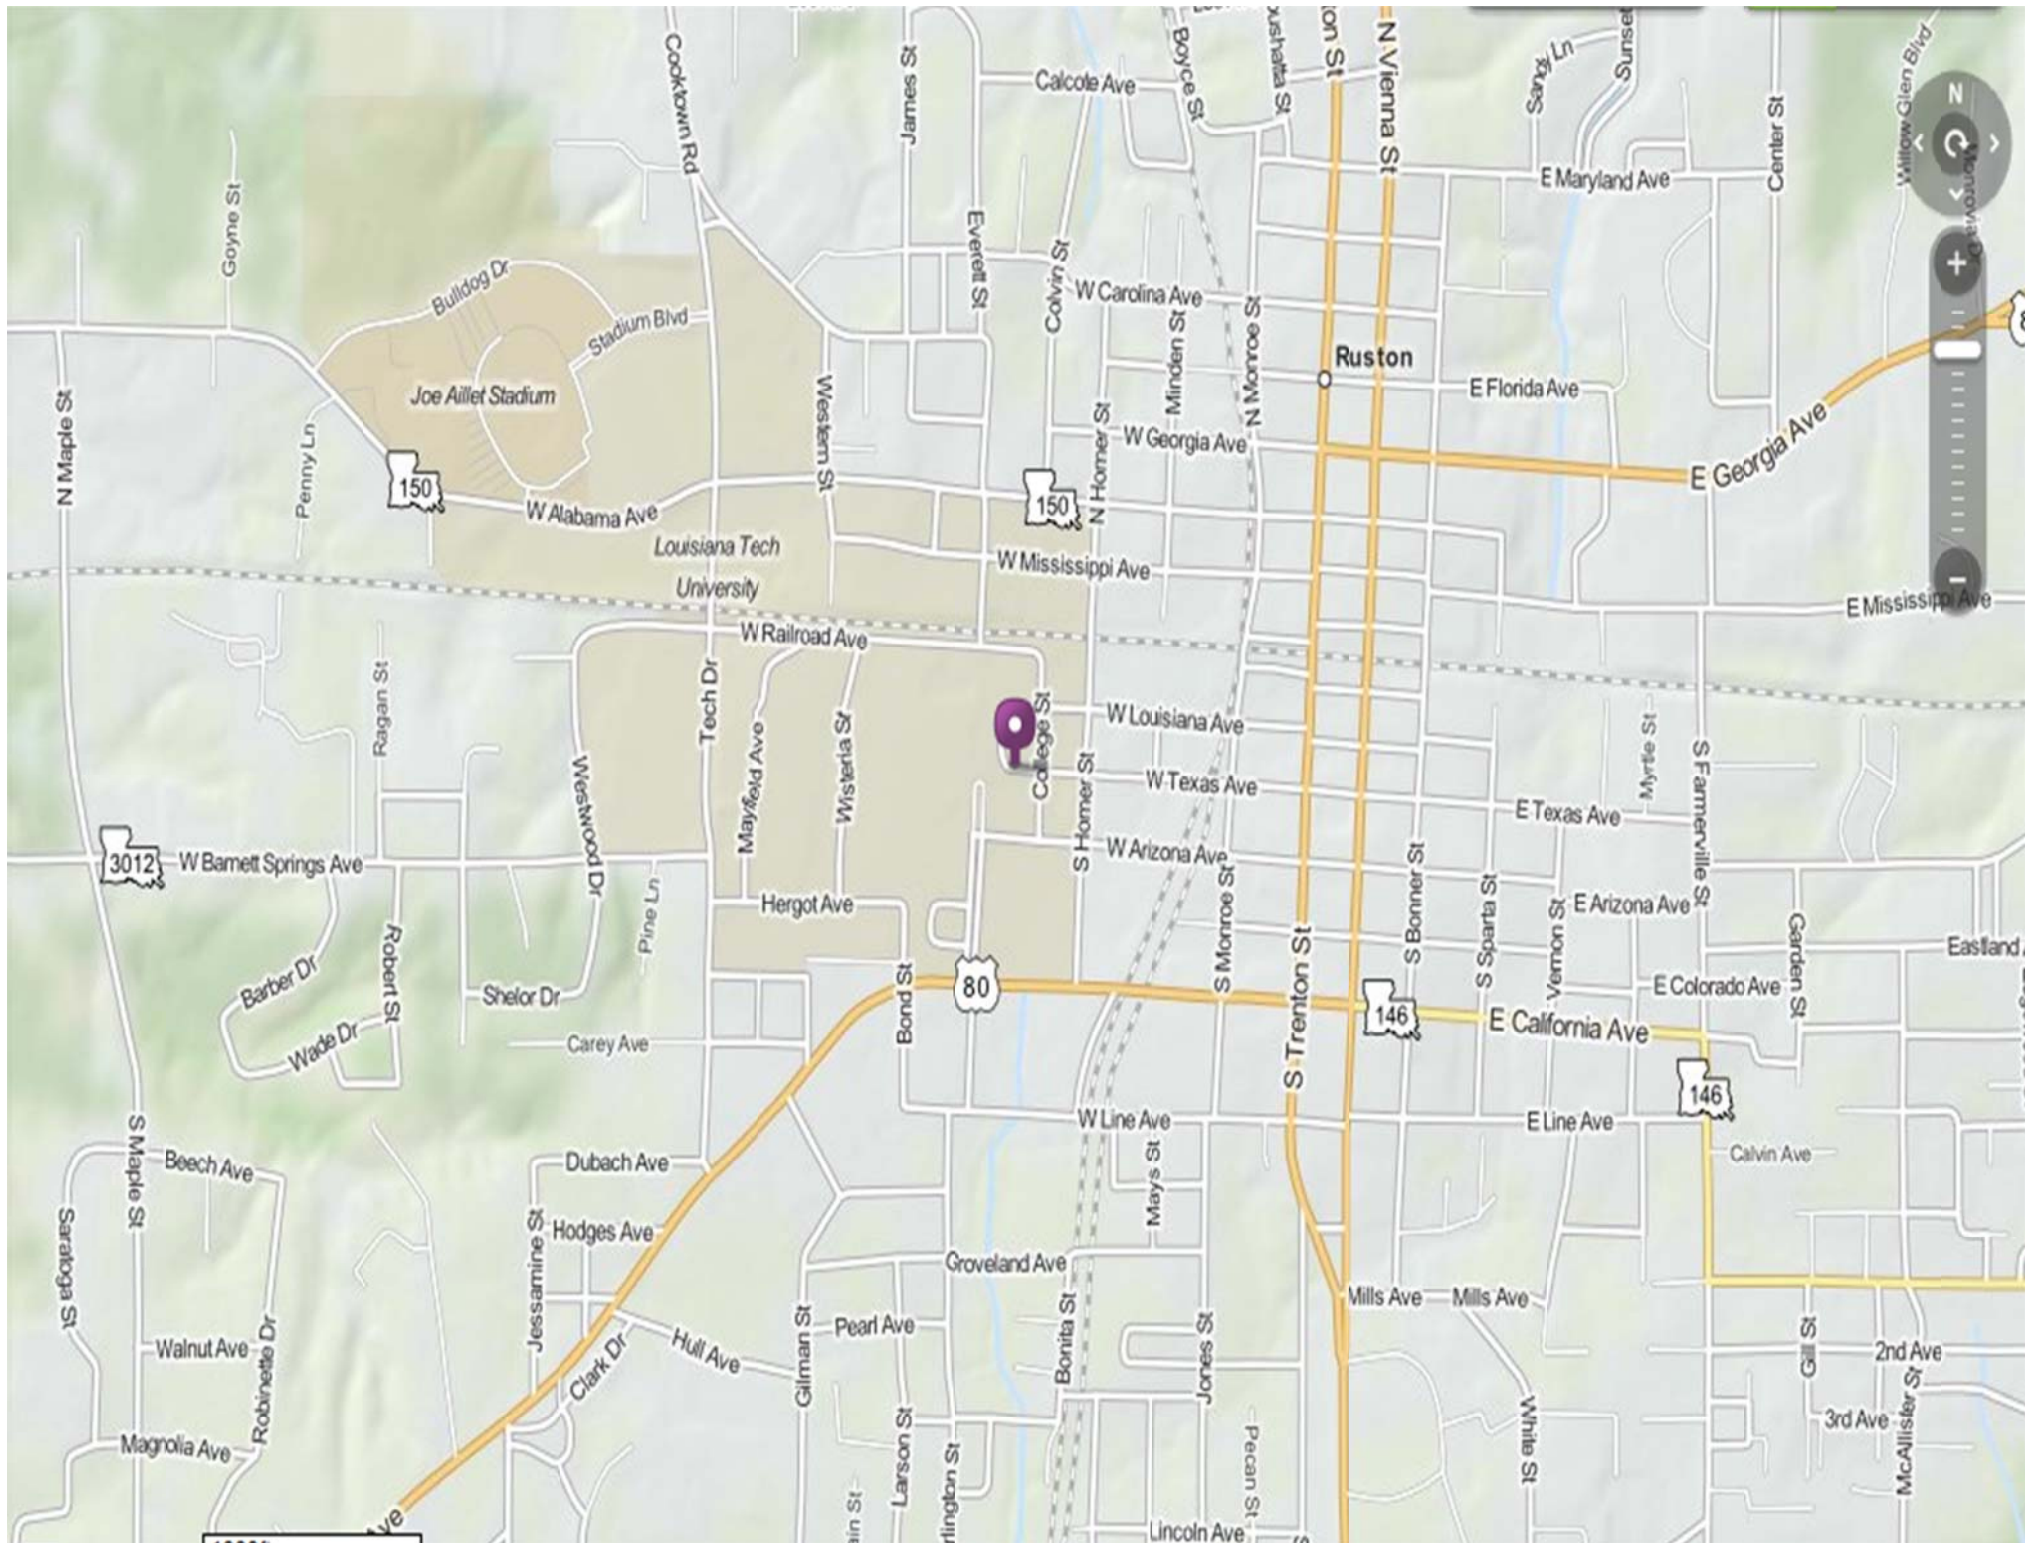 Cooktown Rd
James St
Calcote Ave
Boyce St
ton St
N Vienna St
Sandy Ln
Sunset
Center St
Willow Glen Blvd
N
Goyne St
E Maryland Ave
Everett St
Colvin St
Bulldog Dr
Stadium Blvd
W Carolina Ave
Minden St
N Monroe St
Ruston
Joe Aillet Stadium
Western St
E Florida Ave
N Maple St
Penny Ln
N Homer St
W Georgia Ave
E Georgia Ave
150
150
W Alabama Ave
Louisiana Tech
University
W Mississippi Ave
E Mississippi Ave
W Railroad Ave
Ragan St
Tech Dr
Mayfield Ave
Wisteria St
College St
W Louisiana Ave
W Texas Ave
E Texas Ave
Myrtle St
S Farmerville St
Westwood Dr
S Homer St
3012
W Barnett Springs Ave
W Arizona Ave
Pine Ln
Hergot Ave
S Monroe St
S Bonner St
S Sparta St
Vernon St
E Arizona Ave
Garden St
Eastland
Barber Dr
Robert St
Shelor Dr
Bond St
80
S Trenton St
146
E Colorado Ave
E California Ave
Wade Dr
Carey Ave
146
S Maple St
W Line Ave
E Line Ave
Calvin Ave
Beech Ave
Dubach Ave
Mays St
Saratoga St
Jessamine St
Hodges Ave
Groveland Ave
Mills Ave
Mills Ave
Walnut Ave
Robinette Dr
Clark Dr
Hull Ave
Gilman St
Pearl Ave
Bonita St
Jones St
Gill St
2nd Ave
Magnolia Ave
Larson St
rlington St
Pecan St
White St
3rd Ave
McAllister St
Ave
ain St
Lincoln Ave